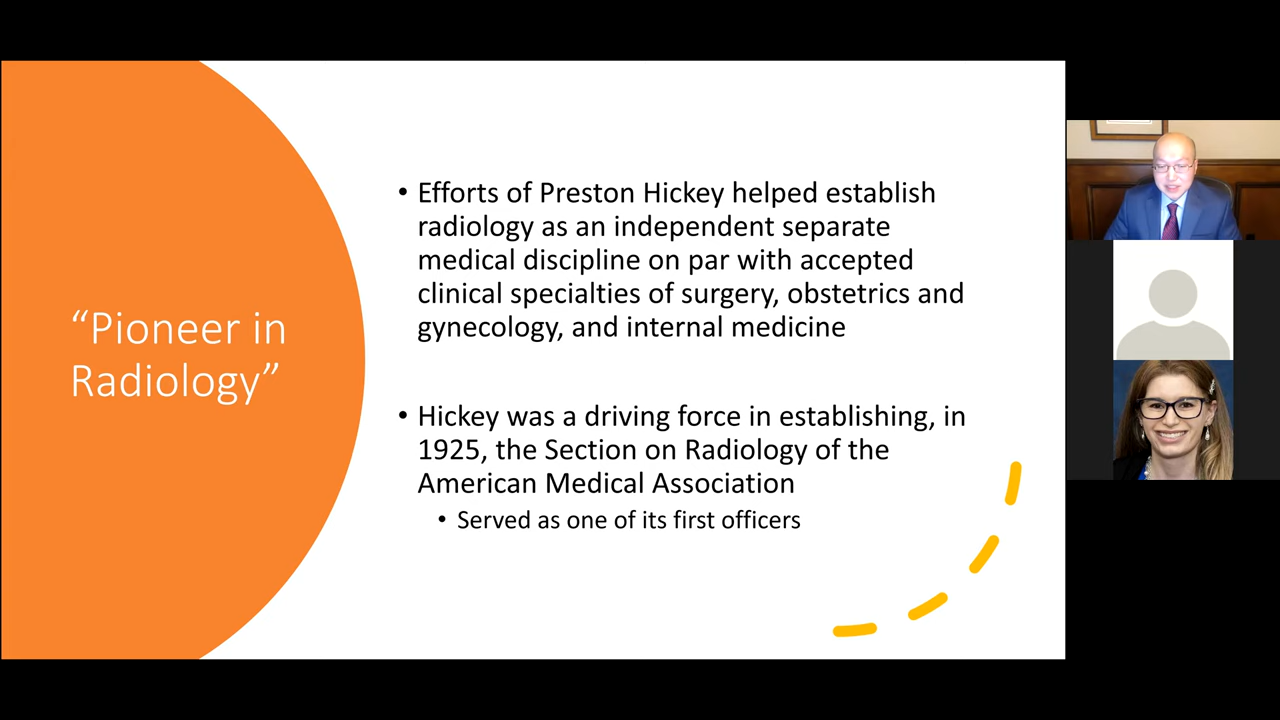 “Pioneer in
Radiology”
• Efforts of Preston Hickey helped establish
radiology as an independent separate
medical discipline on par with accepted
clinical specialties of surgery, obstetrics and
gynecology, and internal medicine
• Hickey was a driving force in establishing, in
1925, the Section on Radiology of the
American Medical Association
• Served as one of its first officers